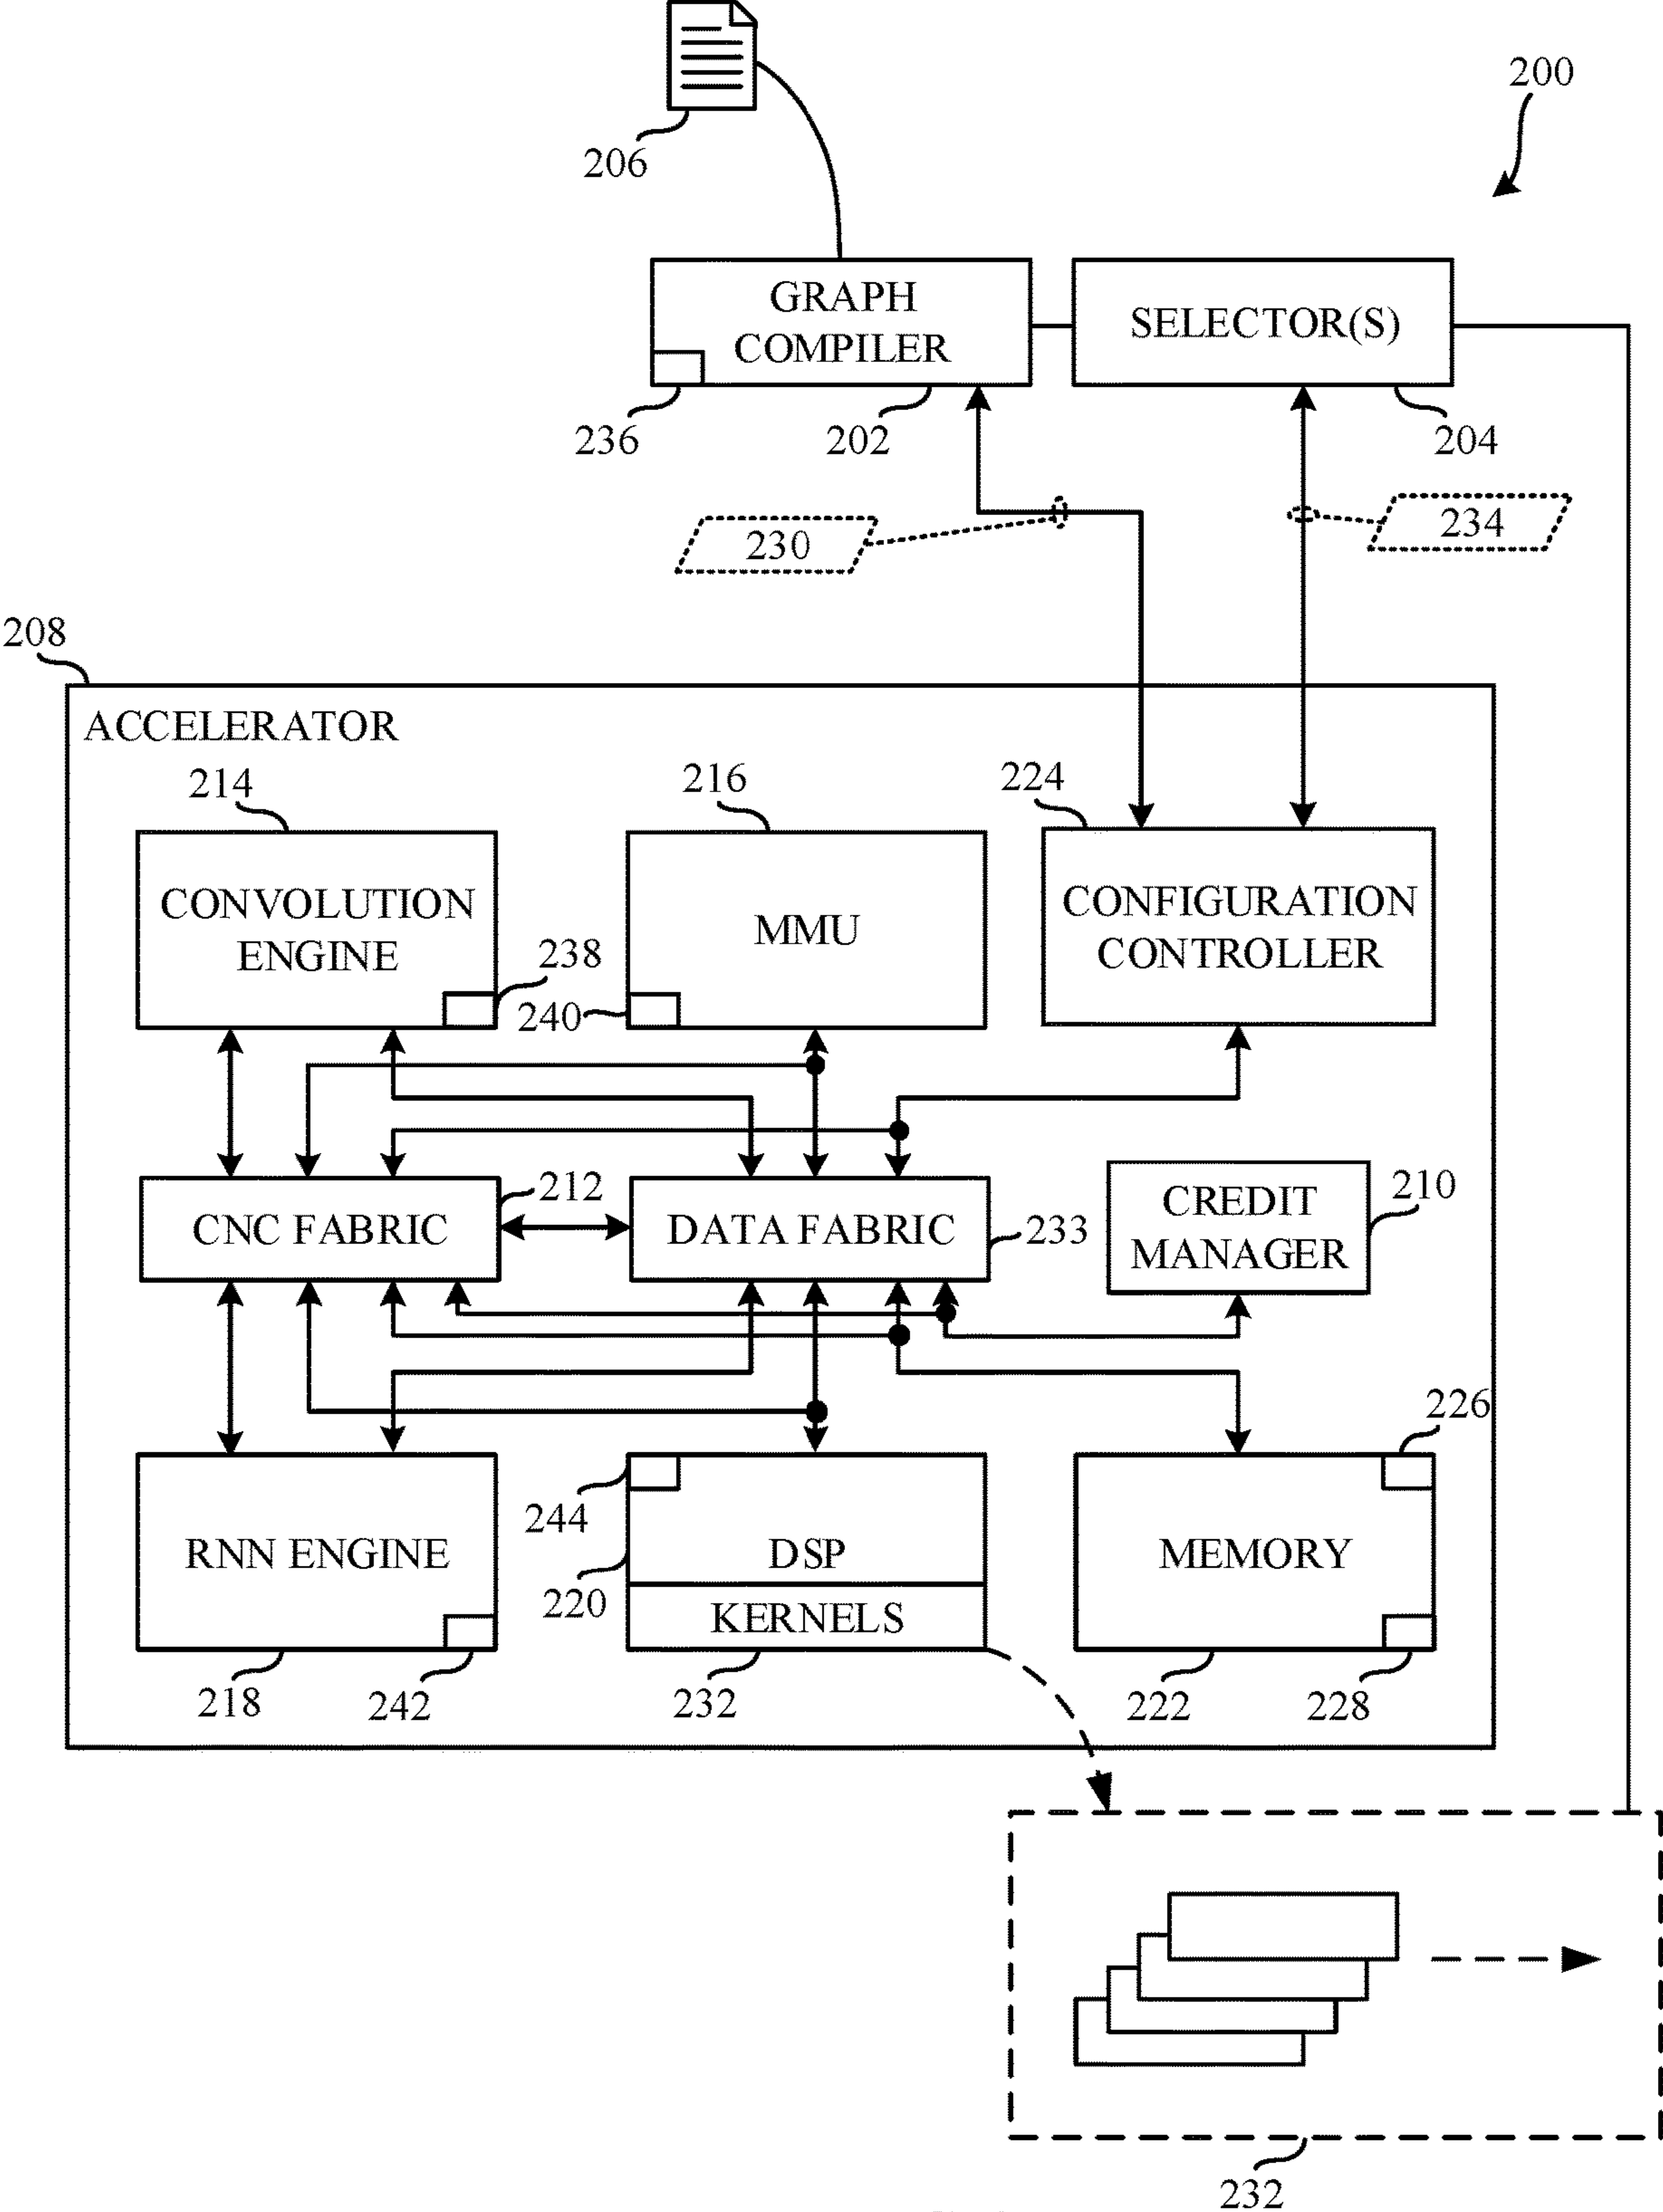 200
206
GRAPH
COMPILER
SELECTOR(S)
236
202
204
230
234
208
ACCELERATOR
214
216
224
CONVOLUTION
ENGINE
MMU
CONFIGURATION
CONTROLLER
238
240
212
CNC FABRIC
DATA FABRIC
233
CREDIT
MANAGER
210
226
244
RNN ENGINE
DSP
MEMORY
220
KERNELS
218
242
232
222
228
232